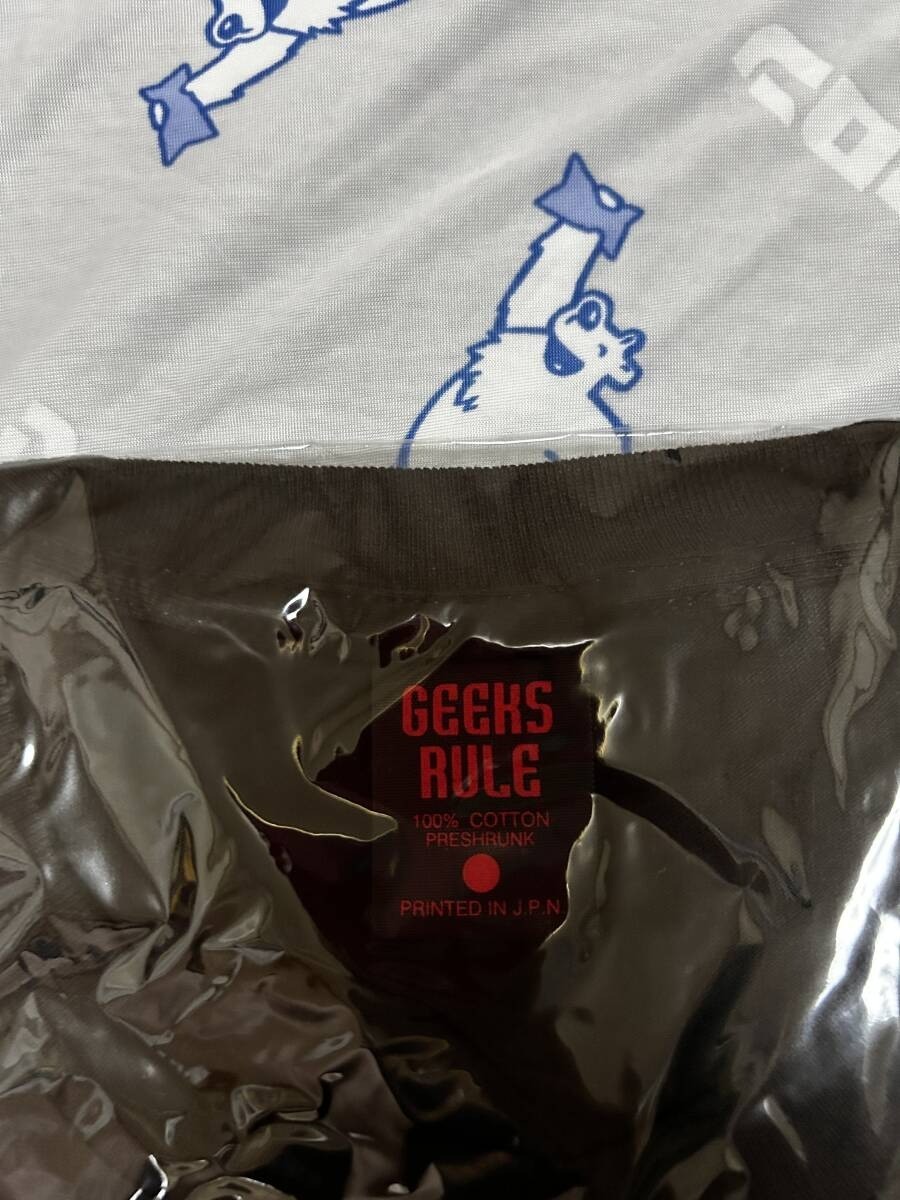 GEEKS
RULE
100% COTTON
PRESHRUNK
PRINTED IN J.P.N